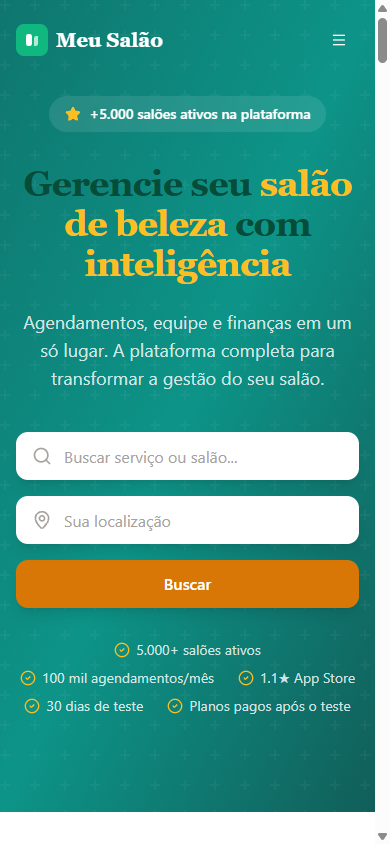 Meu Salão
+5.000 salões ativos na plataforma
Gerencie seu salão
de beleza com
inteligência
Agendamentos, equipe e finanças em um
só lugar. A plataforma completa para
transformar a gestão do seu salão.
Buscar serviço ou salão...
Sua localização
Buscar
5.000+ salões ativos
100 mil agendamentos/mês 1.1★ App Store
30 dias de teste Planos pagos após o teste